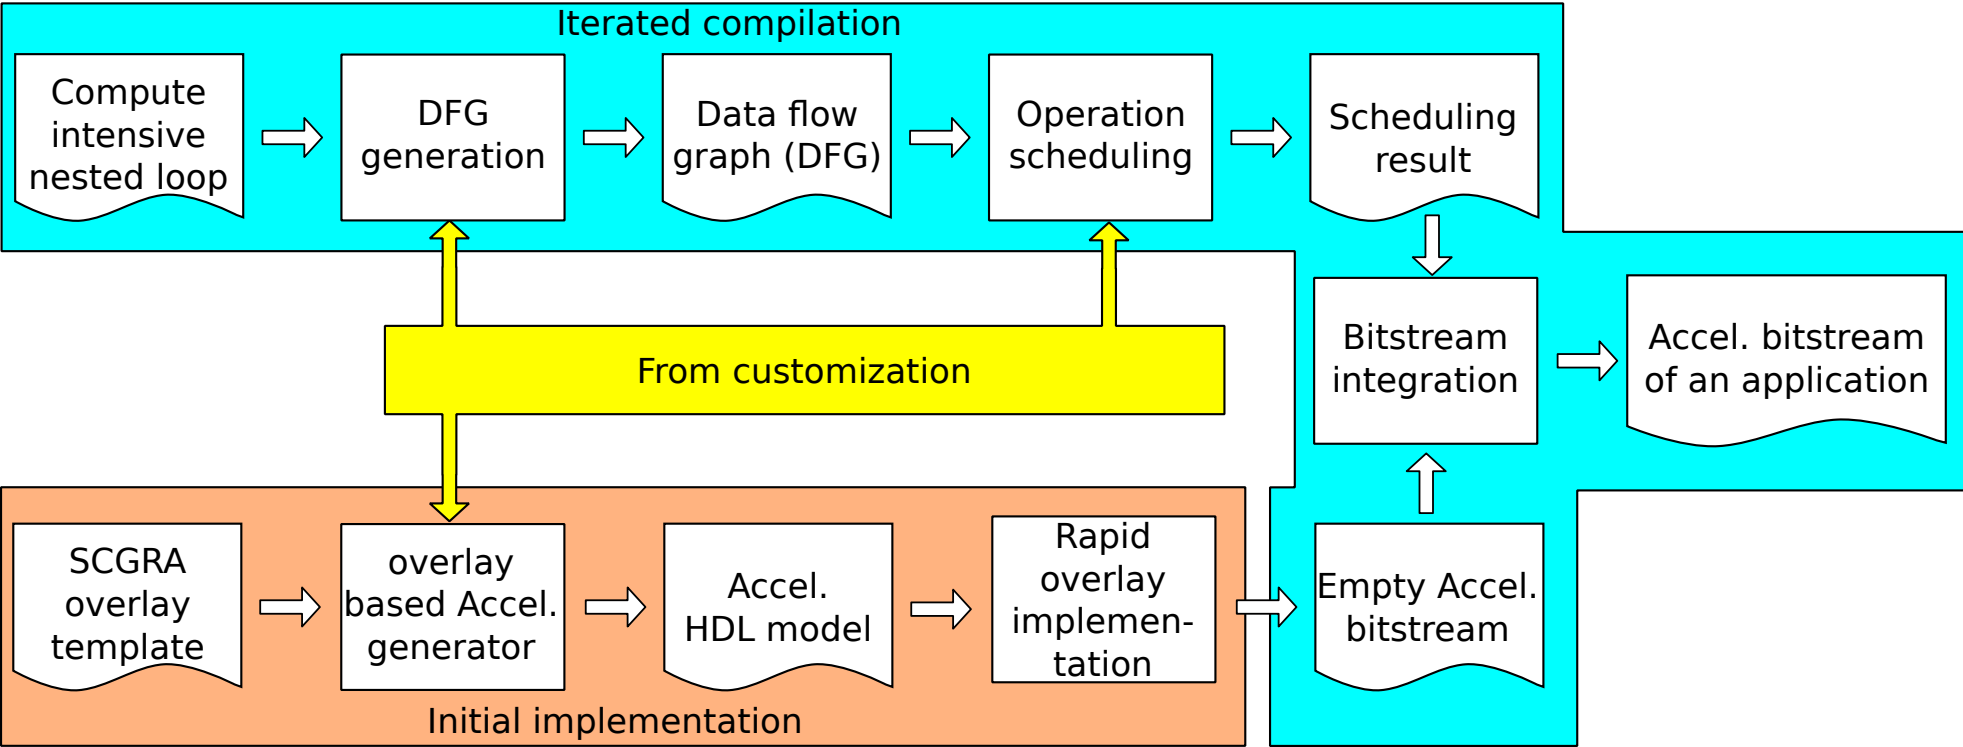 Iterated compilation
Compute
intensive
nested loop
DFG
generation
Data flow
graph (DFG)
Operation
scheduling
Scheduling
result
From customization
Bitstream
integration
Accel. bitstream
of an application
SCGRA
overlay
template
overlay
based Accel.
generator
Accel.
HDL model
Rapid
overlay
implemen-
tation
Empty Accel.
bitstream
Initial implementation